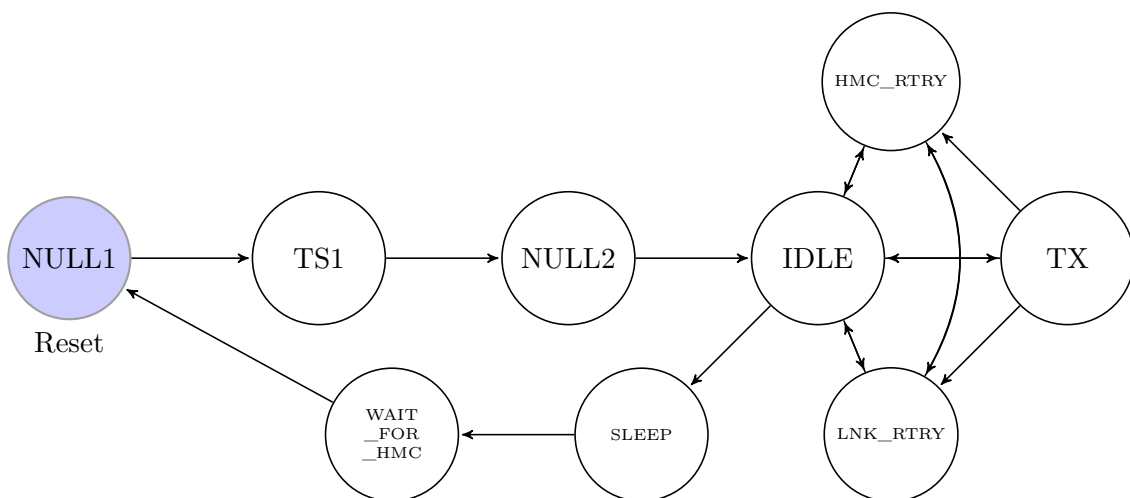 HMC_RTRY
NULL1
TS1
NULL2
IDLE
TX
Reset
WAIT
_FOR
_HMC
SLEEP
LNK_RTRY